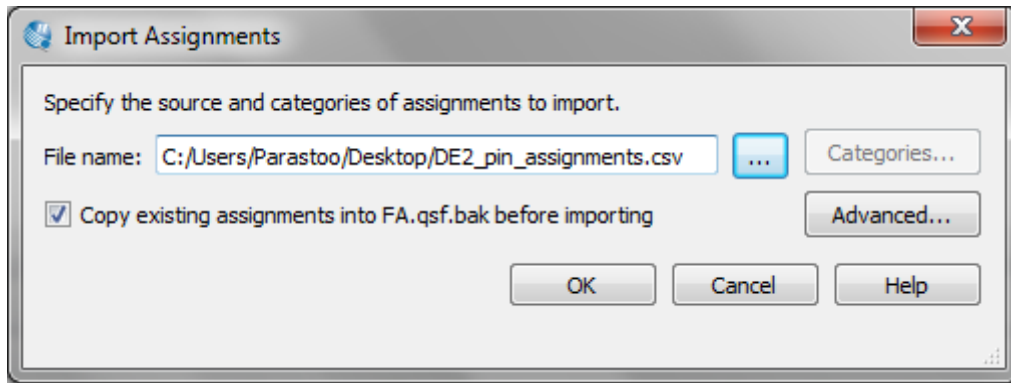 Import Assignments
Specify the source and categories of assignments to import.
File name: C:/Users/Parastoo/Desktop/DE2_pin_assignments.csv ... Categories...
Copy existing assignments into FA.qsf.bak before importing Advanced...
OK Cancel Help